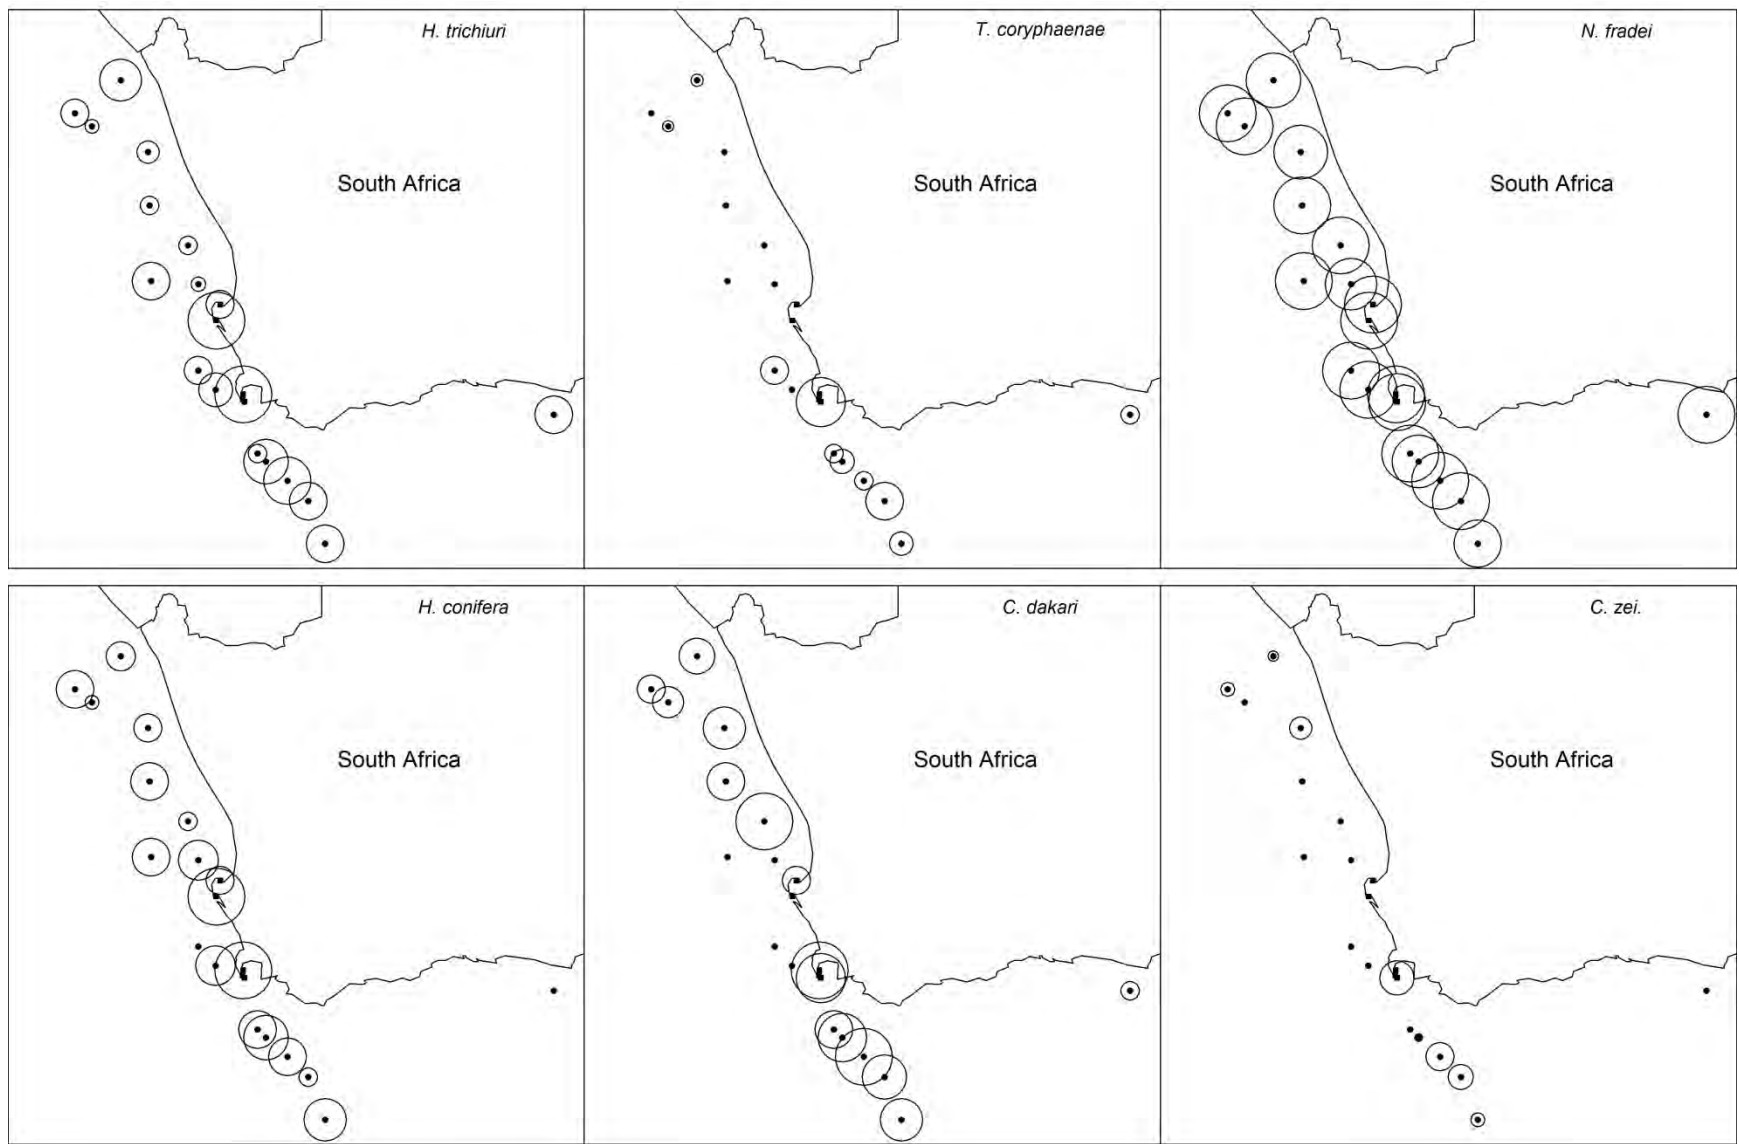 H. trichiuri
T. coryphaenae
N. fradei
South Africa
South Africa
South Africa
H. conifera
C. dakari
C. zei.
South Africa
South Africa
South Africa